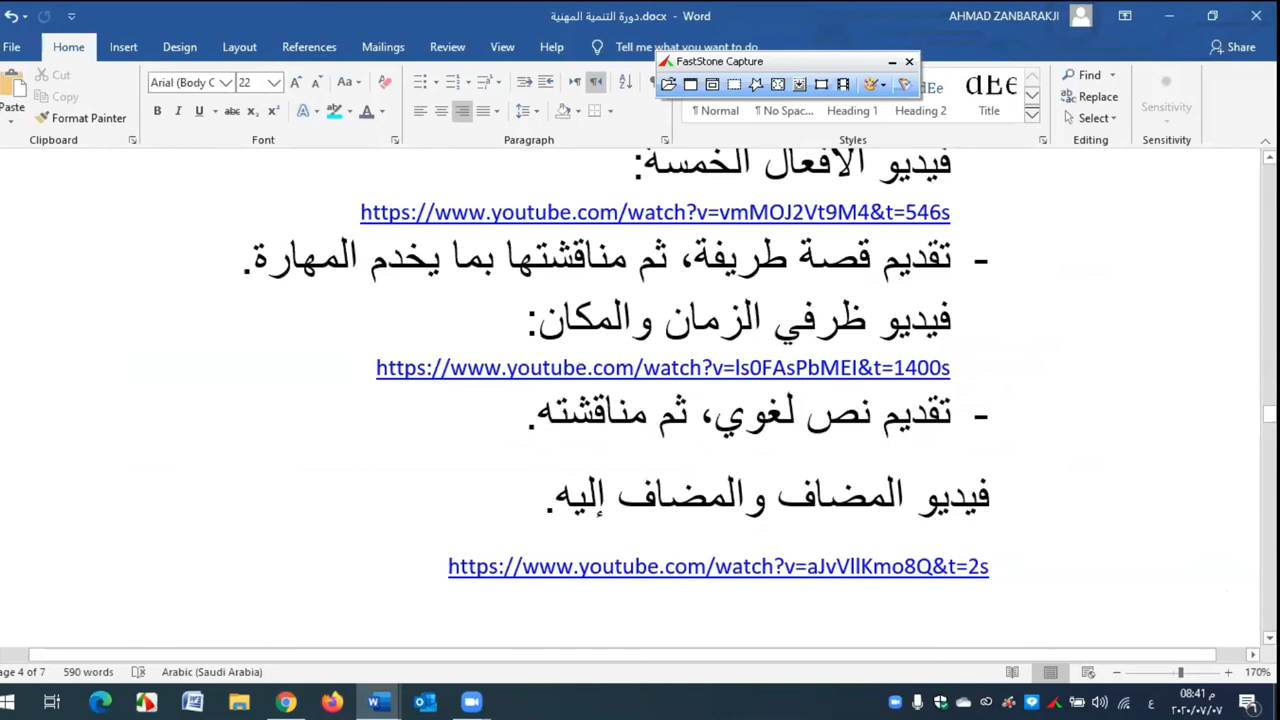 دورة التنمية المهنية.docx - Word
AHMAD ZANBARAKJI
File Home Insert Design Layout References Mailings Review View Help Tell me what you want to do Share
FastStone Capture
Cut
Copy
Format Painter
Paste
Arial (Body C 22
¶ Normal ¶ No Spac... Heading 1 Heading 2 Title
Find
Replace
Select
Sensitivity
Clipboard Font Paragraph Styles Editing Sensitivity
فيديو الأفعال الخمسة:
https://www.youtube.com/watch?v=vmMOJ2Vt9M4&t=546s
- تقديم قصة طريفة، ثم مناقشتها بما يخدم المهارة.
فيديو ظرفي الزمان والمكان:
https://www.youtube.com/watch?v=ls0FAsPbMEI&t=1400s
- تقديم نص لغوي، ثم مناقشته.
فيديو المضاف والمضاف إليه.
https://www.youtube.com/watch?v=aJvVllKmo8Q&t=2s
age 4 of 7 590 words Arabic (Saudi Arabia) 170%
08:41 م
٢٠٢٠/٠٧/٠٧
ع